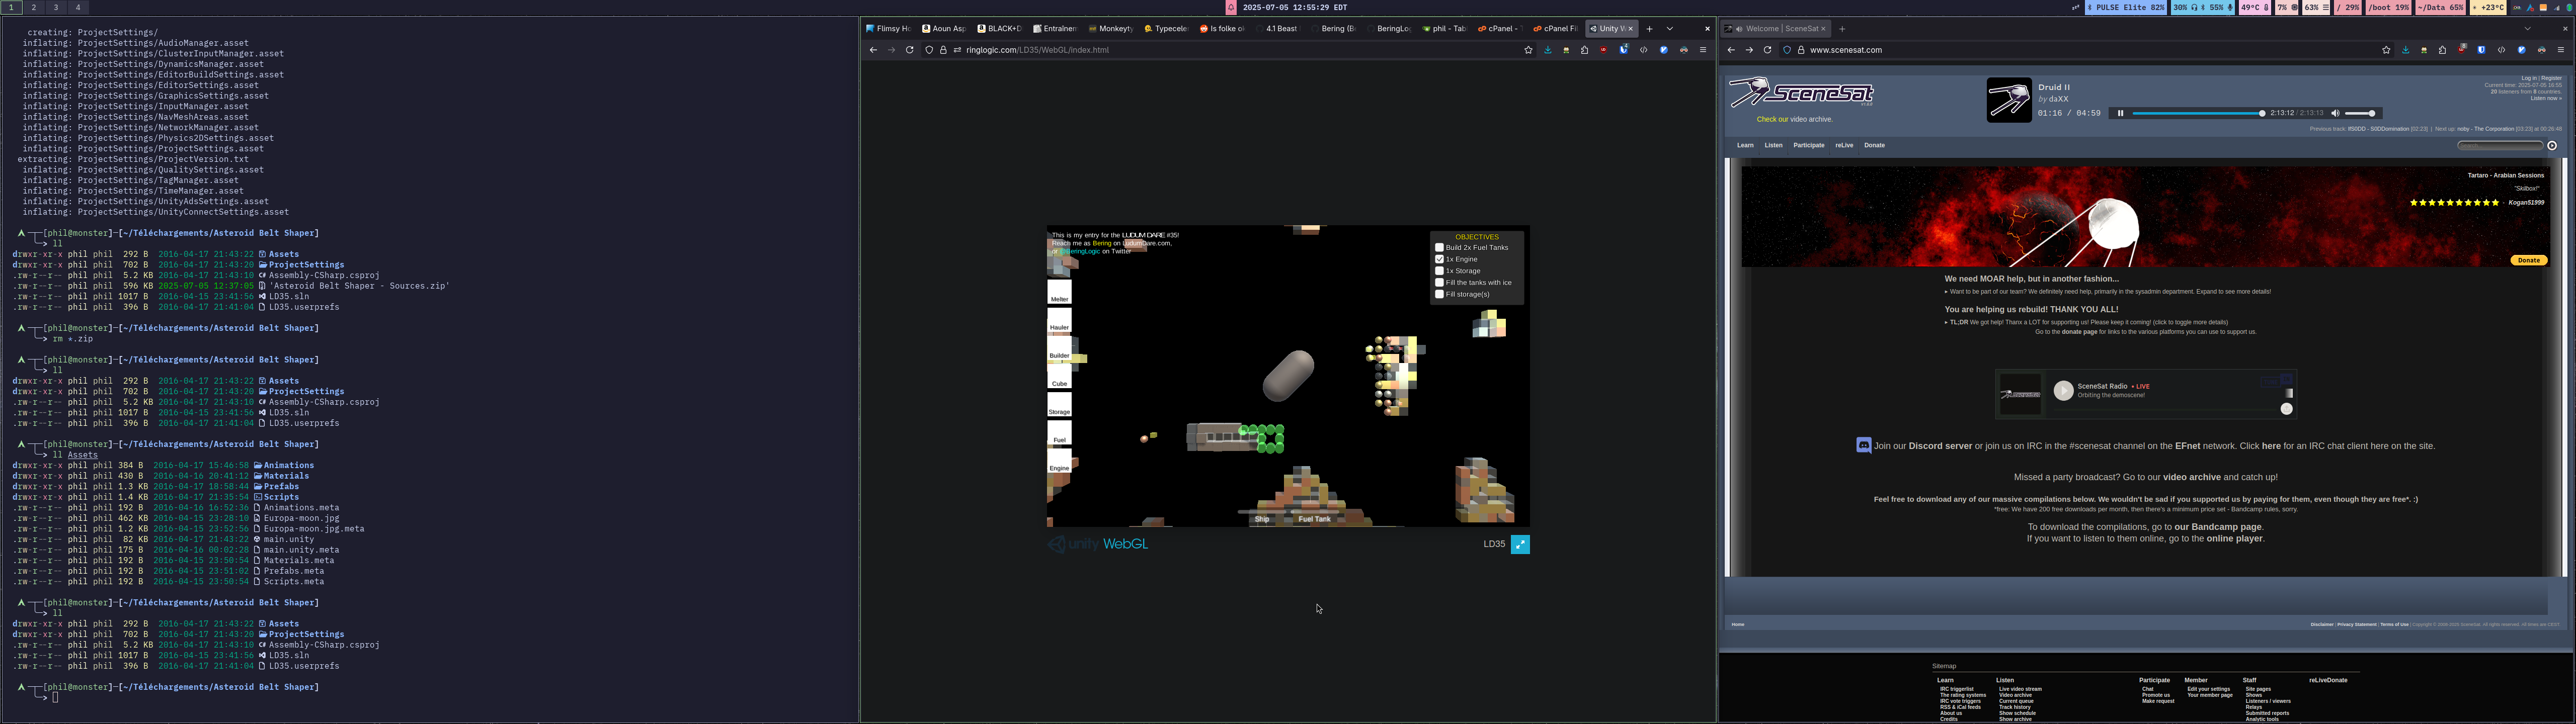 1 2 3 4
2025-07-05 12:55:29 EDT
PULSE Elite 82% 30% 55% 49°C 7% 63% / 29% /boot 19% ~/Data 65% +23°C
creating: ProjectSettings/
inflating: ProjectSettings/AudioManager.asset
inflating: ProjectSettings/ClusterInputManager.asset
inflating: ProjectSettings/DynamicsManager.asset
inflating: ProjectSettings/EditorBuildSettings.asset
inflating: ProjectSettings/EditorSettings.asset
inflating: ProjectSettings/GraphicsSettings.asset
inflating: ProjectSettings/InputManager.asset
inflating: ProjectSettings/NavMeshAreas.asset
inflating: ProjectSettings/NetworkManager.asset
inflating: ProjectSettings/Physics2DSettings.asset
inflating: ProjectSettings/ProjectSettings.asset
extracting: ProjectSettings/ProjectVersion.txt
inflating: ProjectSettings/QualitySettings.asset
inflating: ProjectSettings/TagManager.asset
inflating: ProjectSettings/TimeManager.asset
inflating: ProjectSettings/UnityAdsSettings.asset
inflating: ProjectSettings/UnityConnectSettings.asset
[phil@monster]-[~/Téléchargements/Asteroid Belt Shaper]
> ll
drwxr-xr-x phil phil 292 B 2016-04-17 21:43:22 Assets
drwxr-xr-x phil phil 702 B 2016-04-17 21:43:20 ProjectSettings
.rw-r--r-- phil phil 5.2 KB 2016-04-17 21:43:10 Assembly-CSharp.csproj
.rw-r--r-- phil phil 596 KB 2025-07-05 12:37:05 'Asteroid Belt Shaper - Sources.zip'
.rw-r--r-- phil phil 1017 B 2016-04-15 23:41:56 LD35.sln
.rw-r--r-- phil phil 396 B 2016-04-17 21:41:04 LD35.userprefs
[phil@monster]-[~/Téléchargements/Asteroid Belt Shaper]
> rm *.zip
[phil@monster]-[~/Téléchargements/Asteroid Belt Shaper]
> ll
drwxr-xr-x phil phil 292 B 2016-04-17 21:43:22 Assets
drwxr-xr-x phil phil 702 B 2016-04-17 21:43:20 ProjectSettings
.rw-r--r-- phil phil 5.2 KB 2016-04-17 21:43:10 Assembly-CSharp.csproj
.rw-r--r-- phil phil 1017 B 2016-04-15 23:41:56 LD35.sln
.rw-r--r-- phil phil 396 B 2016-04-17 21:41:04 LD35.userprefs
[phil@monster]-[~/Téléchargements/Asteroid Belt Shaper]
> ll Assets
drwxr-xr-x phil phil 384 B 2016-04-17 15:46:58 Animations
drwxr-xr-x phil phil 430 B 2016-04-16 20:41:12 Materials
drwxr-xr-x phil phil 1.3 KB 2016-04-17 18:58:44 Prefabs
drwxr-xr-x phil phil 1.4 KB 2016-04-17 21:35:54 Scripts
.rw-r--r-- phil phil 192 B 2016-04-16 16:52:36 Animations.meta
.rw-r--r-- phil phil 462 KB 2016-04-15 23:28:10 Europa-moon.jpg
.rw-r--r-- phil phil 1.2 KB 2016-04-15 23:52:56 Europa-moon.jpg.meta
.rw-r--r-- phil phil 82 KB 2016-04-17 21:43:22 main.unity
.rw-r--r-- phil phil 175 B 2016-04-16 00:02:28 main.unity.meta
.rw-r--r-- phil phil 192 B 2016-04-15 23:50:54 Materials.meta
.rw-r--r-- phil phil 192 B 2016-04-15 23:51:02 Prefabs.meta
.rw-r--r-- phil phil 192 B 2016-04-15 23:50:54 Scripts.meta
[phil@monster]-[~/Téléchargements/Asteroid Belt Shaper]
> ll
drwxr-xr-x phil phil 292 B 2016-04-17 21:43:22 Assets
drwxr-xr-x phil phil 702 B 2016-04-17 21:43:20 ProjectSettings
.rw-r--r-- phil phil 5.2 KB 2016-04-17 21:43:10 Assembly-CSharp.csproj
.rw-r--r-- phil phil 1017 B 2016-04-15 23:41:56 LD35.sln
.rw-r--r-- phil phil 396 B 2016-04-17 21:41:04 LD35.userprefs
[phil@monster]-[~/Téléchargements/Asteroid Belt Shaper]
>
Flimsy Ho Aoun Asp BLACK+D Entraînem Monkeyty Typeceler Is folke o 4.1 Beast Bering (Be BeringLo phil - Tab cPanel - T cPanel Fil Unity W
ringlogic.com/LD35/WebGL/index.html
This is my entry for the LUDUM DARE #35!
Reach me as Bering on LudumDare.com,
or @BeringLogic on Twitter
Melter
Hauler
Builder
Cube
Storage
Fuel
Engine
OBJECTIVES
Build 2x Fuel Tanks
1x Engine
1x Storage
Fill the tanks with ice
Fill storage(s)
Ship Fuel Tank
unity WebGL
LD35
Welcome | SceneSat
www.scenesat.com
SceneSat
Check our video archive.
Druid II
by daXX
01:16 / 04:59
2:13:12 / 2:13:13
Log in | Register
Current time: 2025-07-05 16:55
20 listeners from 8 countries.
Listen now »
Previous track: ffS0DD - S0DDomination [02:23] | Next up: neby - The Corporation [03:23] at 00:26:48
Learn Listen Participate reLive Donate
Tartaro - Arabian Sessions
"Skilbox!"
- Kogan51999
Donate
We need MOAR help, but in another fashion...
▸ Want to be part of our team? We definitely need help, primarily in the sysadmin department. Expand to see more details!
You are helping us rebuild! THANK YOU ALL!
▸ TL;DR We got help! Thanx a LOT for supporting us! Please keep it coming! (click to toggle more details)
Go to the donate page for links to the various platforms you can use to support us.
SceneSat Radio • LIVE
Orbiting the demoscene!
Join our Discord server or join us on IRC in the #scenesat channel on the EFnet network. Click here for an IRC chat client here on the site.
Missed a party broadcast? Go to our video archive and catch up!
Feel free to download any of our massive compilations below. We wouldn't be sad if you supported us by paying for them, even though they are free*. :)
*free: We have 200 free downloads per month, then there's a minimum price set - Bandcamp rules, sorry.
To download the compilations, go to our Bandcamp page.
If you want to listen to them online, go to the online player.
Home
Disclaimer | Privacy Statement | Terms of Use |
Sitemap
Learn Listen Participate Member Staff reLive Donate
IRC triggerlist Live video stream Chat Edit your settings Site pages
The rating systems Video archive Promote us Your member page Shows
IRC vote triggers Current queue Make request Listeners / viewers
RSS & iCal feeds Track history Relays
About us Show schedule Submitted reports
Credits Show archive Analytic tools